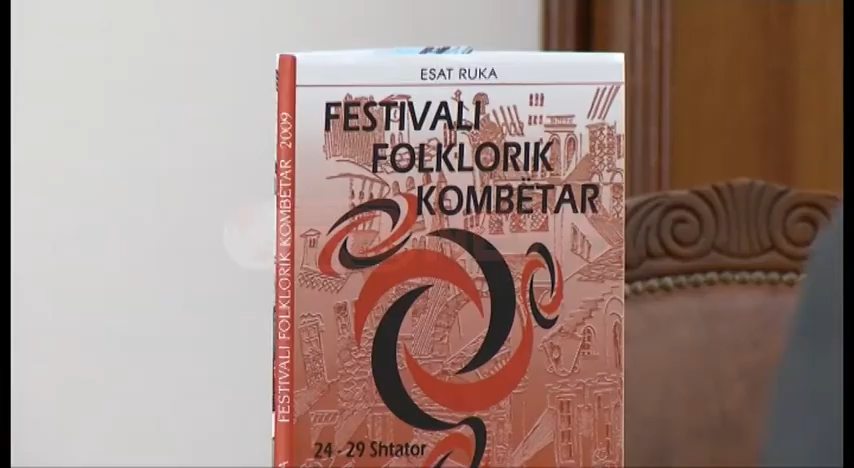 ESAT RUKA
FESTIVALI
FOLKLORIK
KOMBËTAR
24 - 29 Shtator
FESTIVALI FOLKLORIK KOMBËTAR 2009